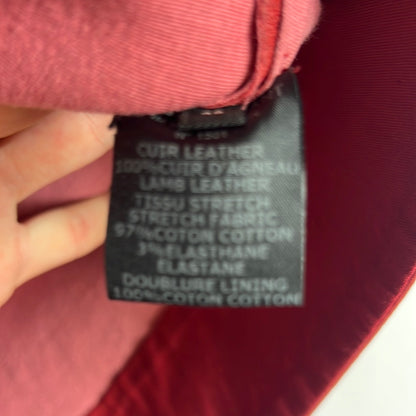 CUIR LEATHER
100%CUIR D'AGNEAU
LAMB LEATHER
TISSU STRETCH
STRETCH FABRIC
97%COTON COTTON
3%ELASTHANE
ELASTANE
DOUBLURE LINING
100%COTON COTTON